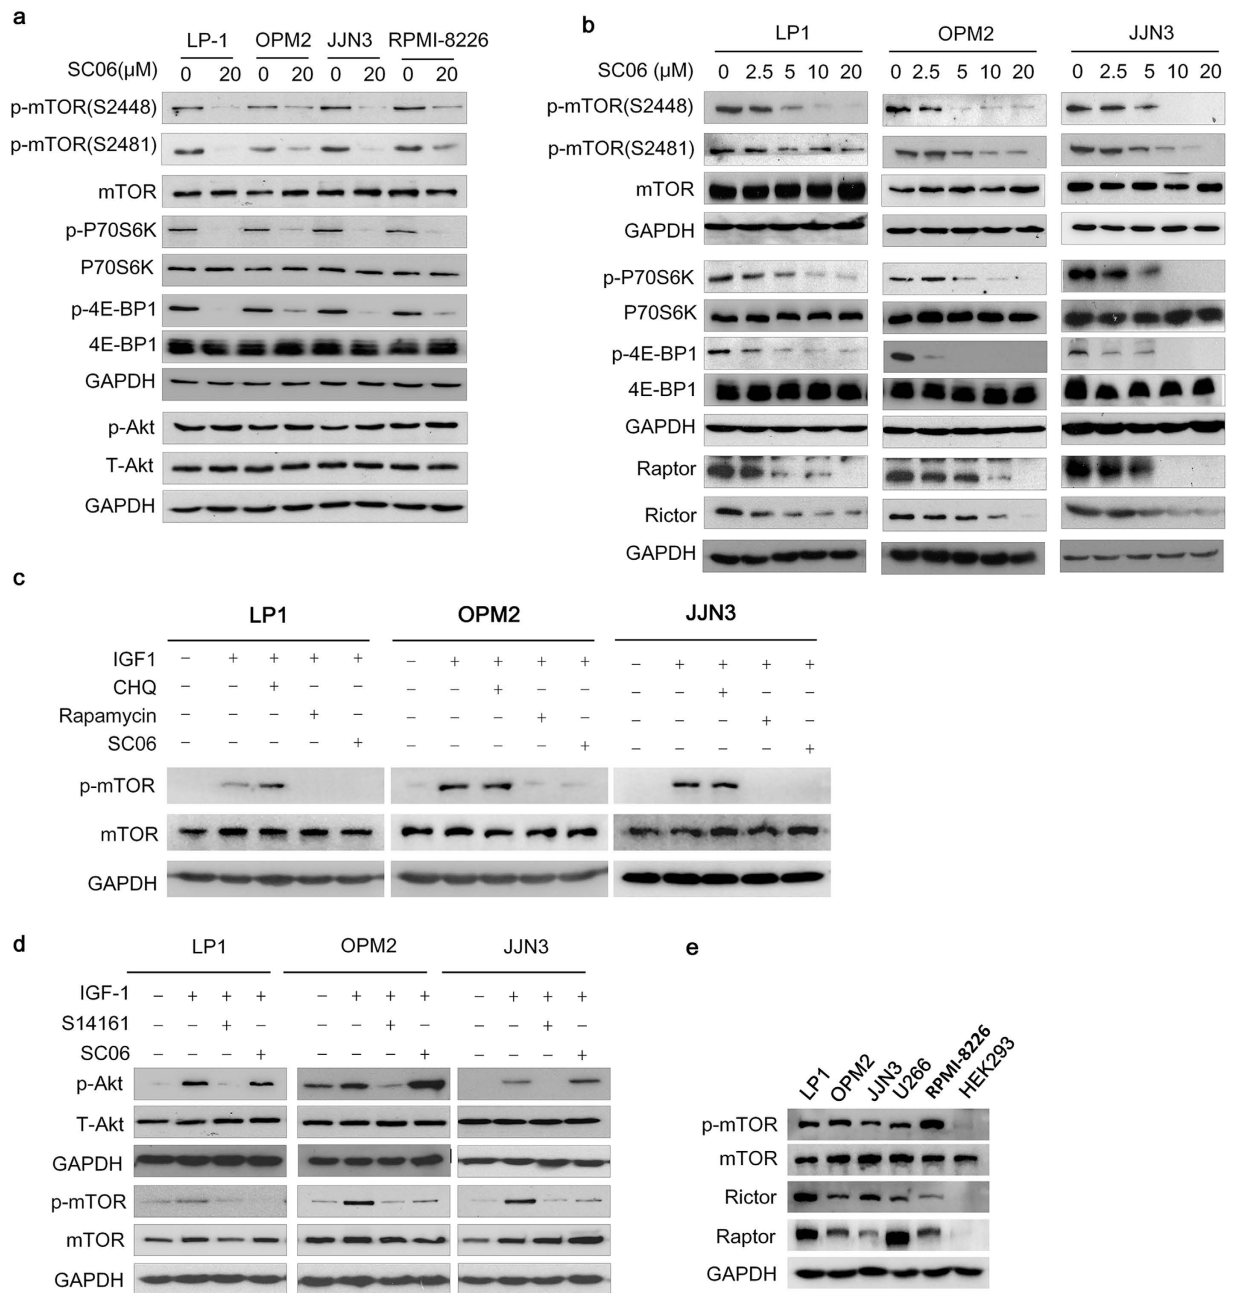 a
LP-1 OPM2 JJN3 RPMI-8226
SC06(μM) 0 20 0 20 0 20 0 20
p-mTOR(S2448)
p-mTOR(S2481)
mTOR
p-P70S6K
P70S6K
p-4E-BP1
4E-BP1
GAPDH
p-Akt
T-Akt
GAPDH
b
LP1 OPM2 JJN3
SC06 (μM) 0 2.5 5 10 20 0 2.5 5 10 20 0 2.5 5 10 20
p-mTOR(S2448)
p-mTOR(S2481)
mTOR
GAPDH
p-P70S6K
P70S6K
p-4E-BP1
4E-BP1
GAPDH
Raptor
Rictor
GAPDH
c
LP1 OPM2 JJN3
IGF1 – + + + + – + + + + – + + + +
CHQ – – + – – – – + – – – – + – –
Rapamycin – – – + – – – – + – – – – + –
SC06 – – – – + – – – – + – – – – +
p-mTOR
mTOR
GAPDH
d
LP1 OPM2 JJN3
IGF-1 – + + + – + + + – + + +
S14161 – – + – – – + – – – + –
SC06 – – – + – – – + – – – +
p-Akt
T-Akt
GAPDH
p-mTOR
mTOR
GAPDH
e
LP1 OPM2 JJN3 U266 RPMI-8226 HEK293
p-mTOR
mTOR
Rictor
Raptor
GAPDH